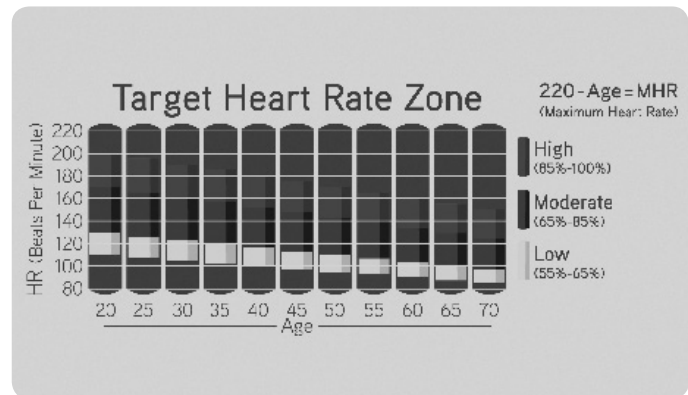 Target Heart Rate Zone
220-Age=MHR
(Maximum Heart Rate)
HR (Beats Per Minute)
220
200
180
160
140
120
100
80
20 25 30 35 40 45 50 55 60 65 70
Age
High
(85%-100%)
Moderate
(65%-85%)
Low
(55%-65%)